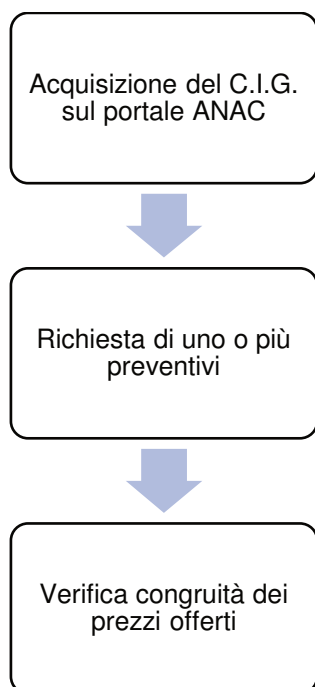 Acquisizione del C.I.G.
sul portale ANAC
Richiesta di uno o più
preventivi
Verifica congruità dei
prezzi offerti